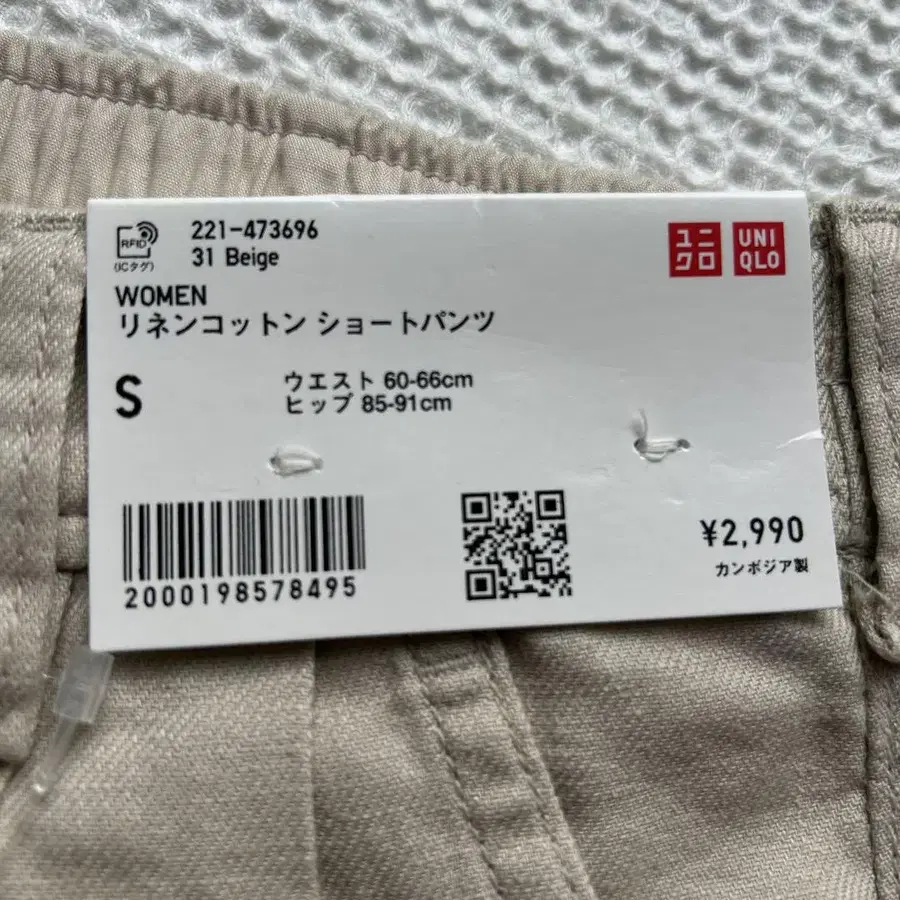 RFID
(ICタグ)
221-473696
31 Beige
ユニ
クロ
UNI
QLO
WOMEN
リネンコットン ショートパンツ
S
ウエスト 60-66cm
ヒップ 85-91cm
2000198578495
¥2,990
カンボジア製